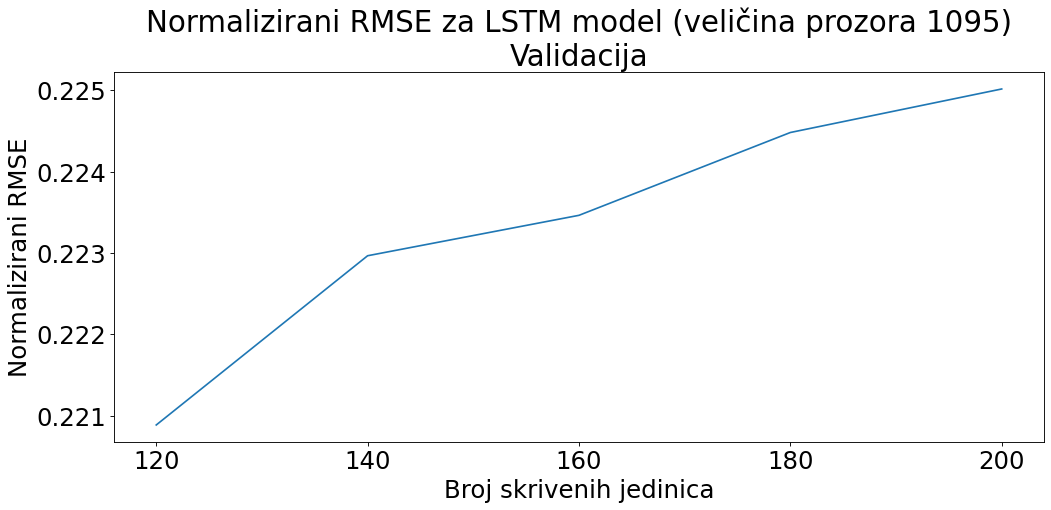 Normalizirani RMSE za LSTM model (veličina prozora 1095)
Validacija
Normalizirani RMSE
0.225
0.224
0.223
0.222
0.221
120 140 160 180 200
Broj skrivenih jedinica